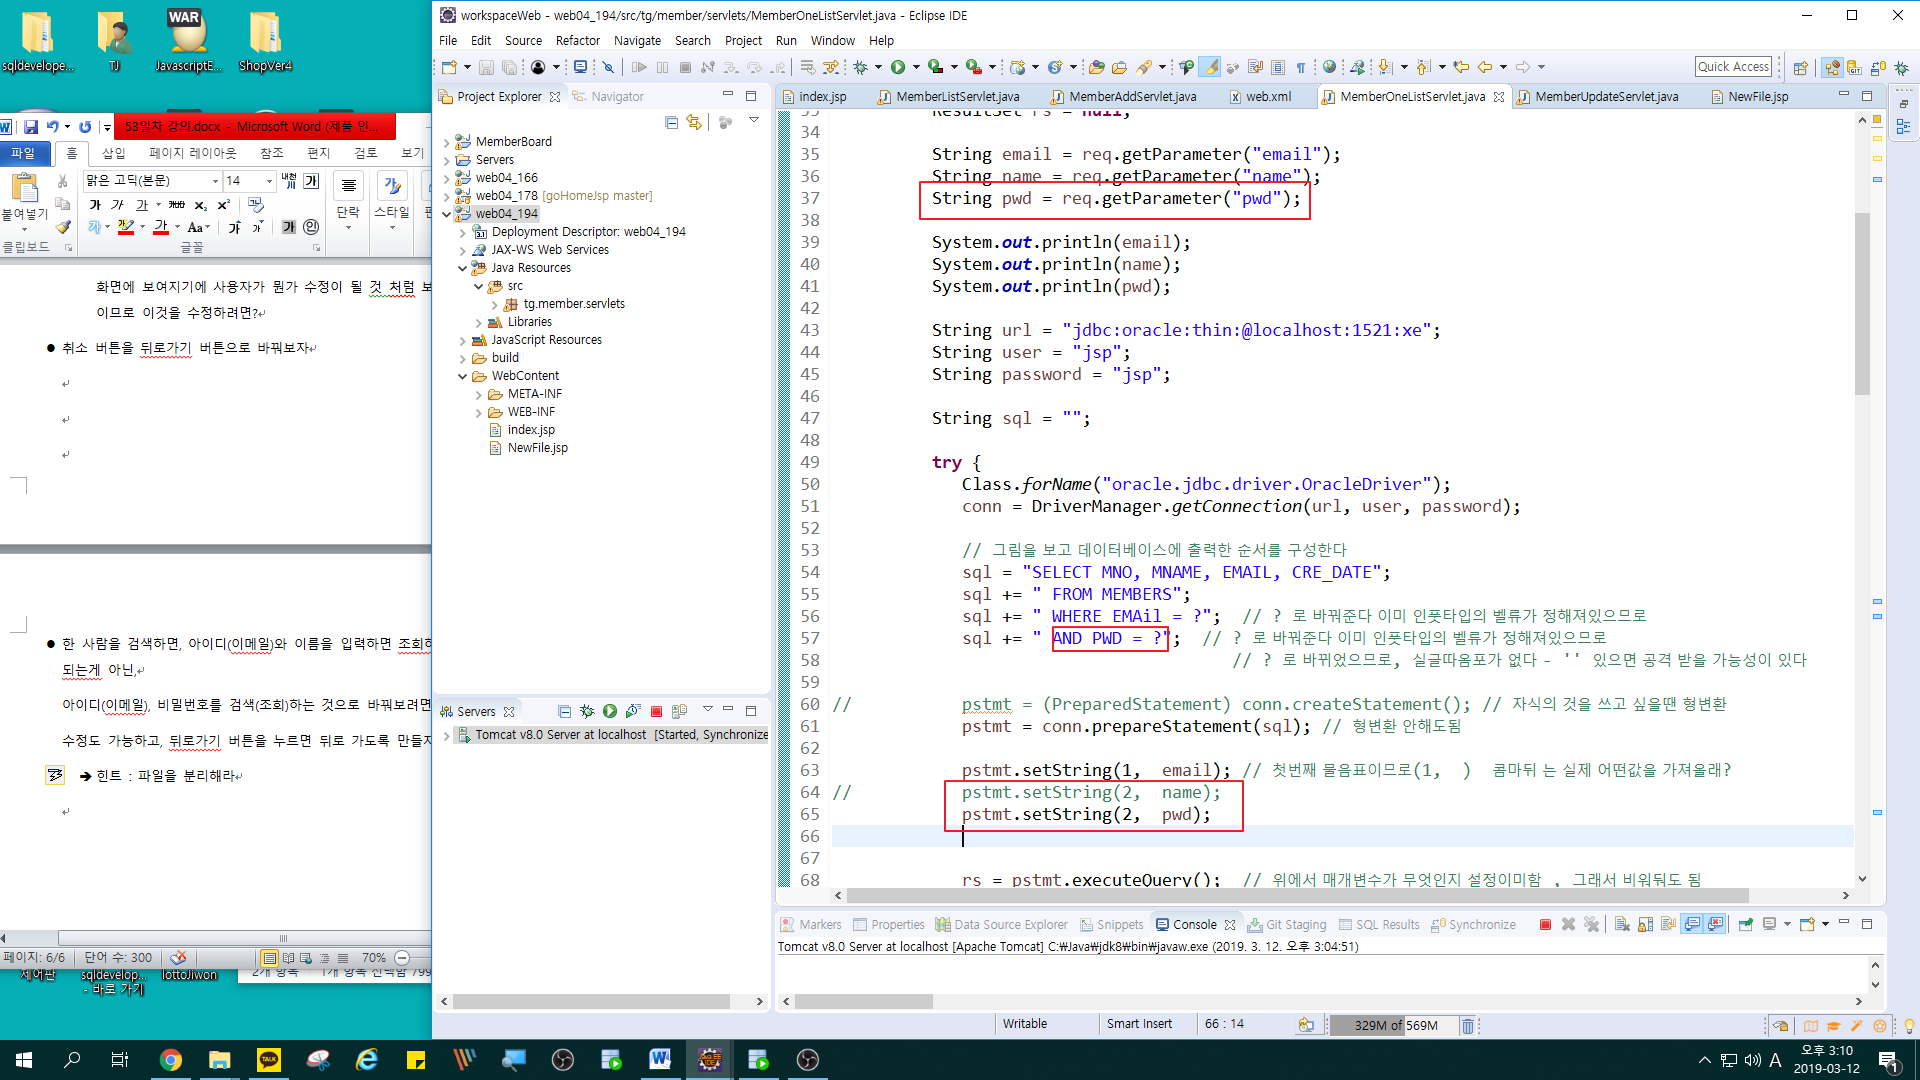 sqldevelope...
TJ
WAR
JavascriptE...
ShopVer4
53일차 강의.docx - Microsoft Word (제품 인...
파일
홈
삽입
페이지 레이아웃
참조
편지
검토
보기
맑은 고딕(본문)
14
붙여넣기
단락
스타일
클립보드
글꼴
화면에 보여지기에 사용자가 뭔가 수정이 될 것 처럼 보
이므로 이것을 수정하려면?
● 취소 버튼을 뒤로가기 버튼으로 바꿔보자
● 한 사람을 검색하면, 아이디(이메일)와 이름을 입력하면 조회
되는게 아닌,
아이디(이메일), 비밀번호를 검색(조회)하는 것으로 바꿔보려면
수정도 가능하고, 뒤로가기 버튼을 누르면 뒤로 가도록 만들
➔ 힌트 : 파일을 분리해라
페이지: 6/6
단어 수: 300
70%
제어판
sqldevelop... - 바로 가기
lottoJiwon
2개 항목
workspaceWeb - web04_194/src/tg/member/servlets/MemberOneListServlet.java - Eclipse IDE
File Edit Source Refactor Navigate Search Project Run Window Help
Quick Access
Project Explorer
Navigator
MemberBoard
Servers
web04_166
web04_178 [goHomeJsp master]
web04_194
Deployment Descriptor: web04_194
JAX-WS Web Services
Java Resources
src
tg.member.servlets
Libraries
JavaScript Resources
build
WebContent
META-INF
WEB-INF
index.jsp
NewFile.jsp
Servers
Tomcat v8.0 Server at localhost [Started, Synchronize
index.jsp
MemberListServlet.java
MemberAddServlet.java
web.xml
MemberOneListServlet.java
MemberUpdateServlet.java
NewFile.jsp
33 ResultSet rs = null;
34
35 String email = req.getParameter("email");
36 String name = req.getParameter("name");
37 String pwd = req.getParameter("pwd");
38
39 System.out.println(email);
40 System.out.println(name);
41 System.out.println(pwd);
42
43 String url = "jdbc:oracle:thin:@localhost:1521:xe";
44 String user = "jsp";
45 String password = "jsp";
46
47 String sql = "";
48
49 try {
50 Class.forName("oracle.jdbc.driver.OracleDriver");
51 conn = DriverManager.getConnection(url, user, password);
52
53 // 그림을 보고 데이터베이스에 출력한 순서를 구성한다
54 sql = "SELECT MNO, MNAME, EMAIL, CRE_DATE";
55 sql += " FROM MEMBERS";
56 sql += " WHERE EMAil = ?"; // ? 로 바꿔준다 이미 인풋타입의 벨류가 정해져있으므로
57 sql += " AND PWD = ?"; // ? 로 바꿔준다 이미 인풋타입의 벨류가 정해져있으므로
58 // ? 로 바뀌었으므로, 실글따옴포가 없다 - '' 있으면 공격 받을 가능성이 있다
59
60 // pstmt = (PreparedStatement) conn.createStatement(); // 자식의 것을 쓰고 싶을땐 형변환
61 pstmt = conn.prepareStatement(sql); // 형변환 안해도됨
62
63 pstmt.setString(1, email); // 첫번째 물음표이므로(1, ) 콤마뒤 는 실제 어떤값을 가져올래?
64 // pstmt.setString(2, name);
65 pstmt.setString(2, pwd);
66
67
68 rs = pstmt.executeQuery(); // 위에서 매개변수가 무엇인지 설정이미함 , 그래서 비워둬도 됨
Markers
Properties
Data Source Explorer
Snippets
Console
Git Staging
SQL Results
Synchronize
Tomcat v8.0 Server at localhost [Apache Tomcat] C:₩Java₩jdk8₩bin₩javaw.exe (2019. 3. 12. 오후 3:04:51)
Writable
Smart Insert
66 : 14
329M of 569M
TALK
A
오후 3:10
2019-03-12
1